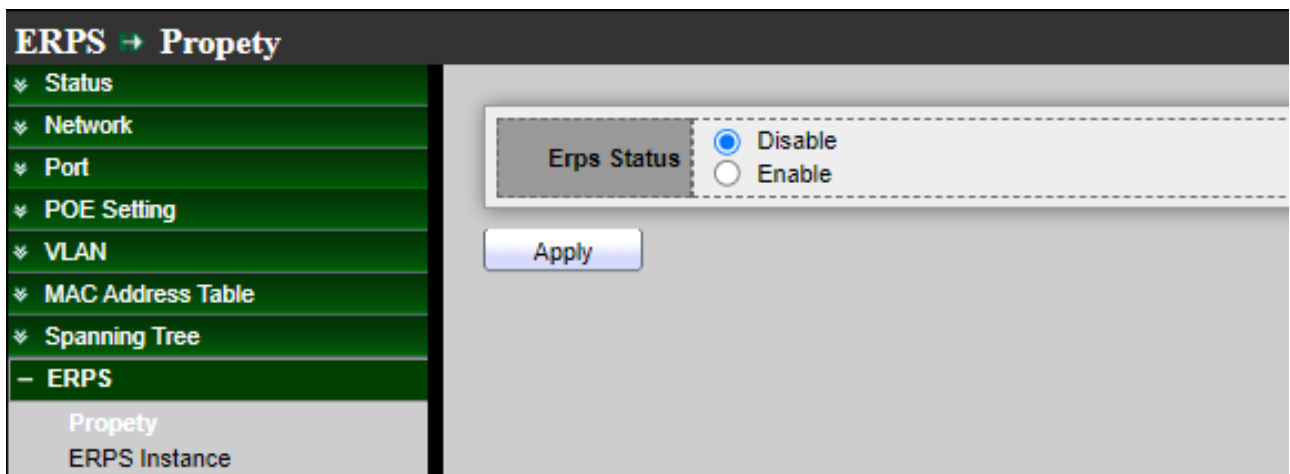 ERPS → Propety
Status
Network
Port
POE Setting
VLAN
MAC Address Table
Spanning Tree
ERPS
Propety
ERPS Instance
Erps Status
Disable
Enable
Apply